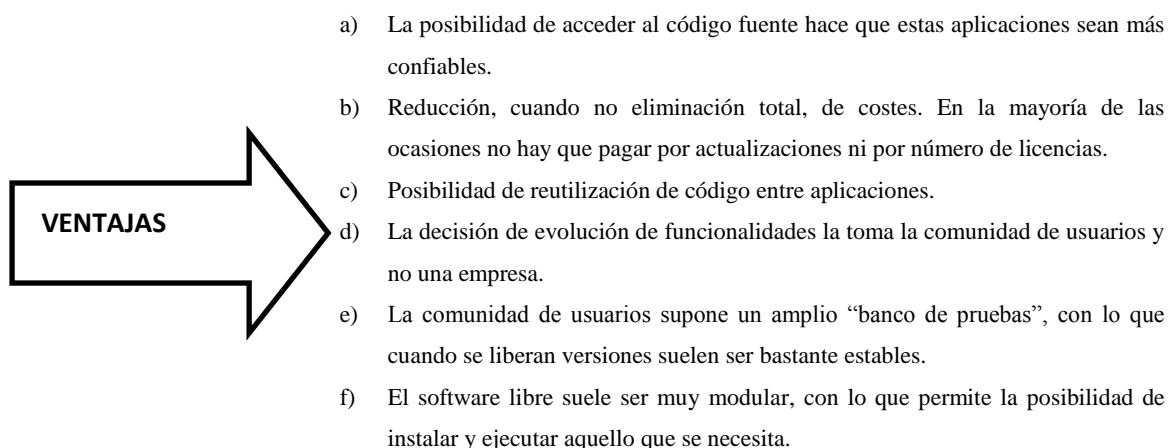 a) La posibilidad de acceder al código fuente hace que estas aplicaciones sean más
confiables.
b) Reducción, cuando no eliminación total, de costes. En la mayoría de las
ocasiones no hay que pagar por actualizaciones ni por número de licencias.
c) Posibilidad de reutilización de código entre aplicaciones.
VENTAJAS
d) La decisión de evolución de funcionalidades la toma la comunidad de usuarios y
no una empresa.
e) La comunidad de usuarios supone un amplio “banco de pruebas”, con lo que
cuando se liberan versiones suelen ser bastante estables.
f) El software libre suele ser muy modular, con lo que permite la posibilidad de
instalar y ejecutar aquello que se necesita.